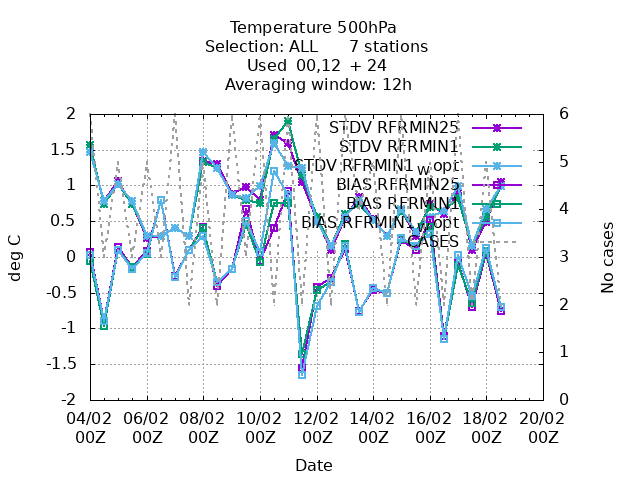 Temperature 500hPa
Selection: ALL 7 stations
Used 00,12 + 24
Averaging window: 12h
STDV RFRMIN25
STDV RFRMIN1
STDV RFRMIN1_wopt
BIAS RFRMIN25
BIAS RFRMIN1
BIAS RFRMIN1_wopt
CASES
deg C
2
1.5
1
0.5
0
-0.5
-1
-1.5
-2
No cases
6
5
4
3
2
1
0
04/02 06/02 08/02 10/02 12/02 14/02 16/02 18/02 20/02
00Z 00Z 00Z 00Z 00Z 00Z 00Z 00Z 00Z
Date